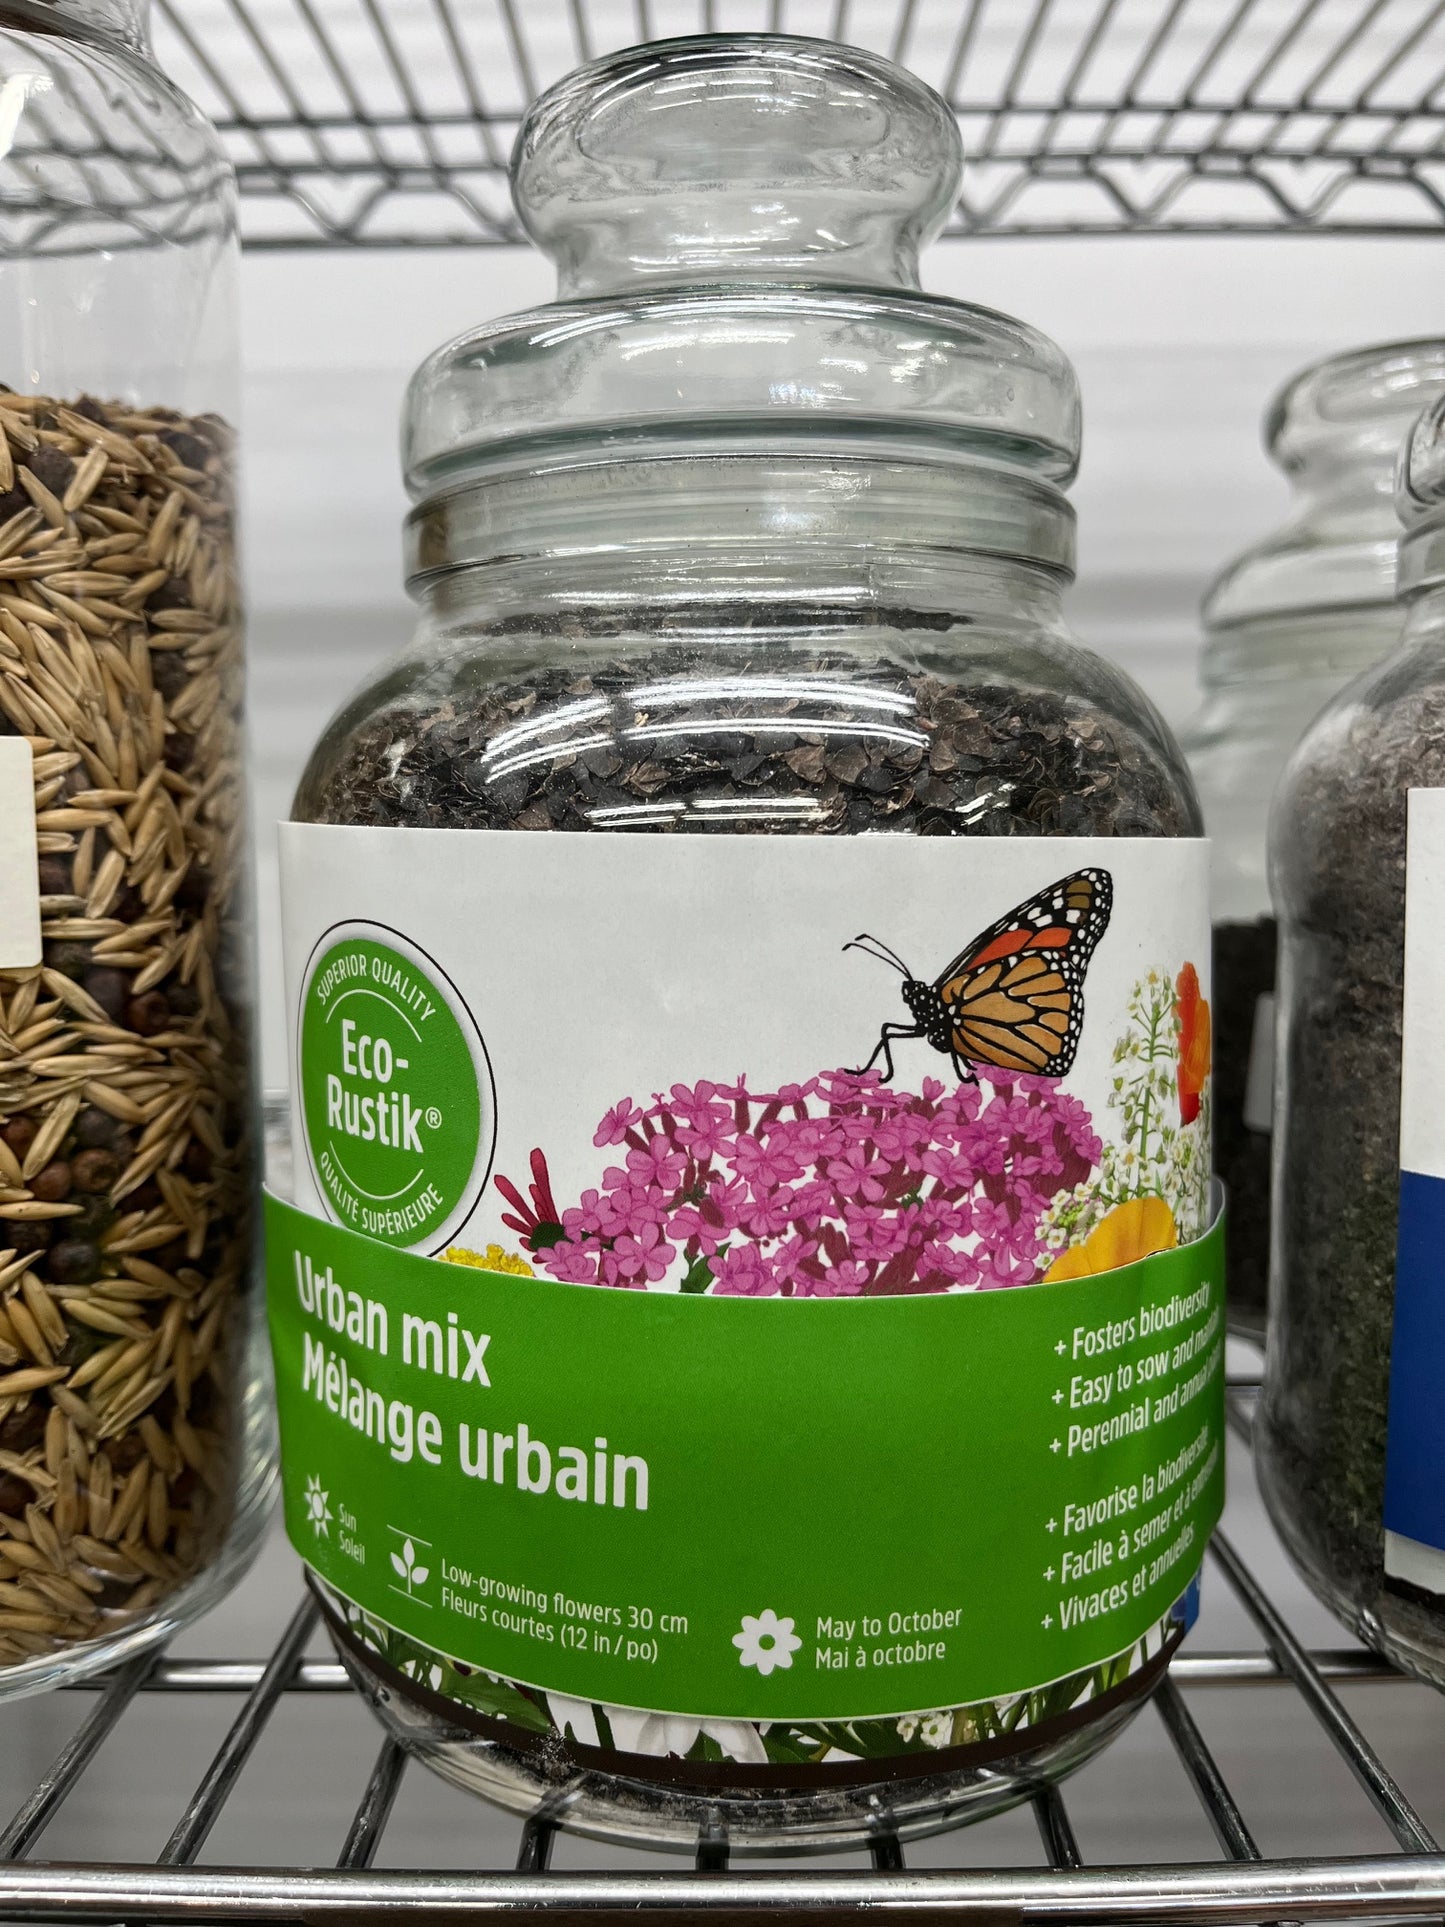 SUPERIOR QUALITY
Eco-
Rustik®
QUALITÉ SUPÉRIEURE
Urban mix
Mélange urbain
Sun
Soleil
Low-growing flowers 30 cm
Fleurs courtes (12 in/po)
May to October
Mai à octobre
+ Fosters biodiversity
+ Easy to sow and
+ Perennial and annual
+ Favorise la biodiversité
+ Facile à semer et à
+ Vivaces et annuelles